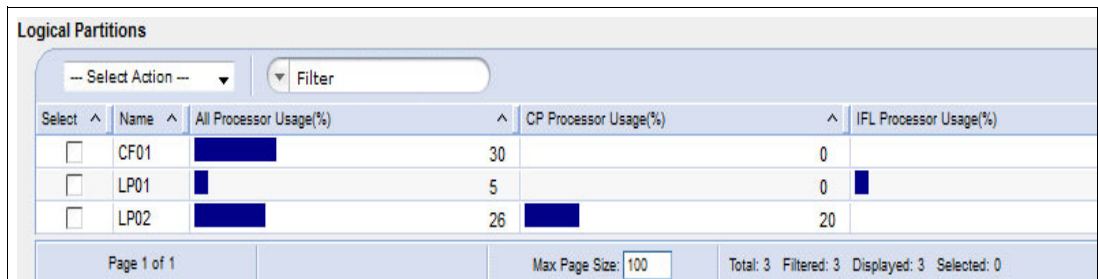 Logical Partitions
--- Select Action --- Filter
Select Name All Processor Usage(%) CP Processor Usage(%) IFL Processor Usage(%)
CF01 30 0
LP01 5 0
LP02 26 20
Page 1 of 1 Max Page Size: 100 Total: 3 Filtered: 3 Displayed: 3 Selected: 0